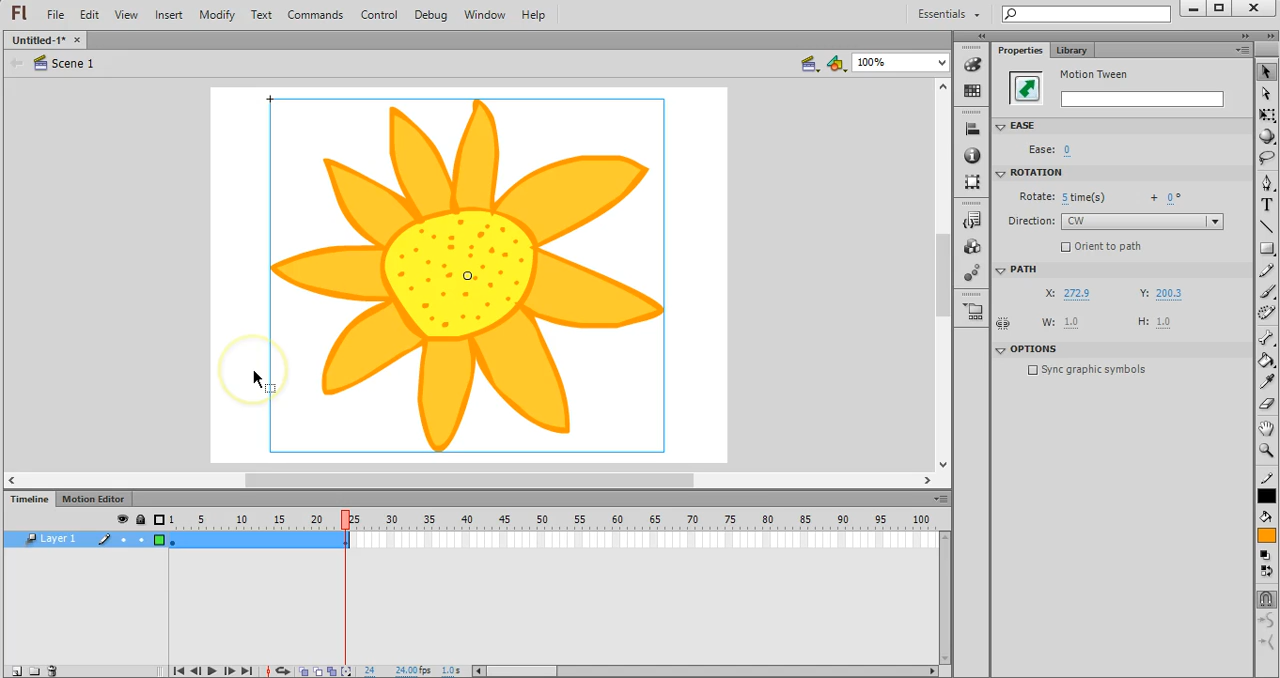 Fl File Edit View Insert Modify Text Commands Control Debug Window Help Essentials
Untitled-1* ×
Scene 1 100%
Properties Library
Motion Tween
EASE
Ease: 0
ROTATION
Rotate: 5 time(s) + 0 °
Direction: CW
Orient to path
PATH
X: 272.9 Y: 200.3
W: 1.0 H: 1.0
OPTIONS
Sync graphic symbols
Timeline Motion Editor
1 5 10 15 20 25 30 35 40 45 50 55 60 65 70 75 80 85 90 95 100
Layer 1
24 24.00 fps 1.0 s